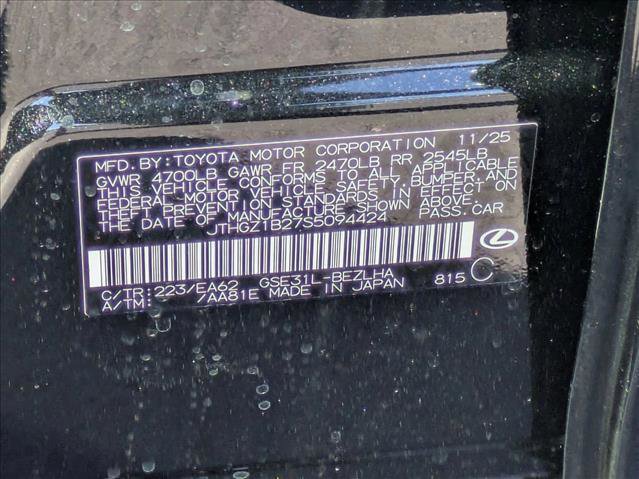 MFD.BY:TOYOTA MOTOR CORPORATION 11/25
GVWR 4700LB GAWR FR 2470LB RR 2545LB
THIS VEHICLE CONFORMS TO ALL APPLICABLE
FEDERAL MOTOR VEHICLE SAFETY,BUMPER,AND
THEFT PREVENTION STANDARDS IN EFFECT ON
THE DATE OF MANUFACTURE SHOWN ABOVE.
JTHGZ1B27S5094424 PASS.CAR
C/TR:223/EA62 GSE31L-BEZLHA
A/TM: /AA81E MADE IN JAPAN 815